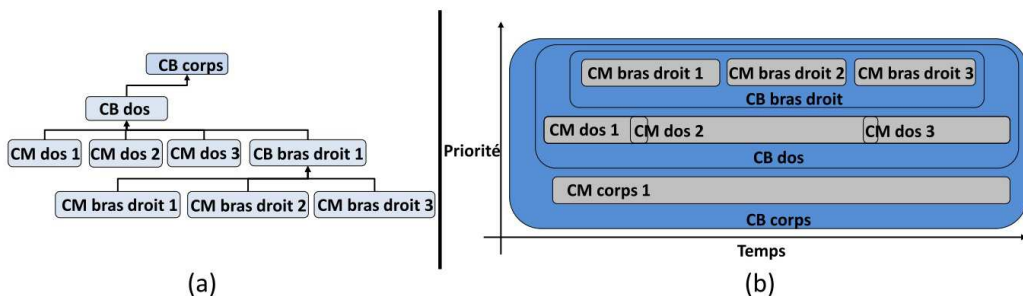 CB corps
CB dos
CM dos 1 CM dos 2 CM dos 3 CB bras droit 1
CM bras droit 1 CM bras droit 2 CM bras droit 3
(a)
CM bras droit 1 CM bras droit 2 CM bras droit 3
CB bras droit
CM dos 1 CM dos 2 CM dos 3
Priorité
CB dos
CM corps 1
CB corps
Temps
(b)